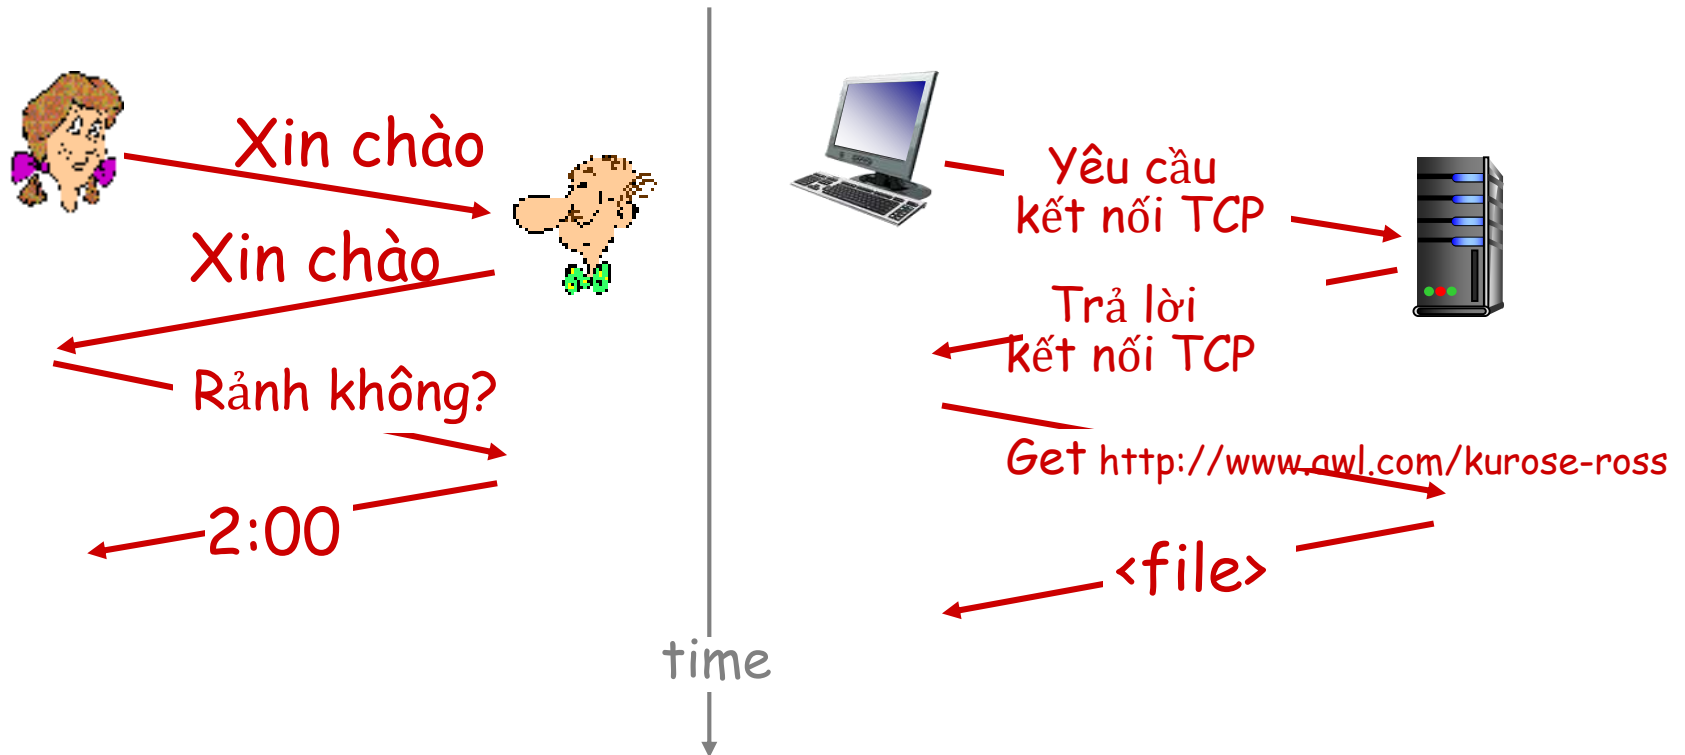 Xin chào
Xin chào
Rảnh không?
2:00
Yêu cầu
kết nối TCP
Trả lời
kết nối TCP
Get http://www.awl.com/kurose-ross
<file>
time